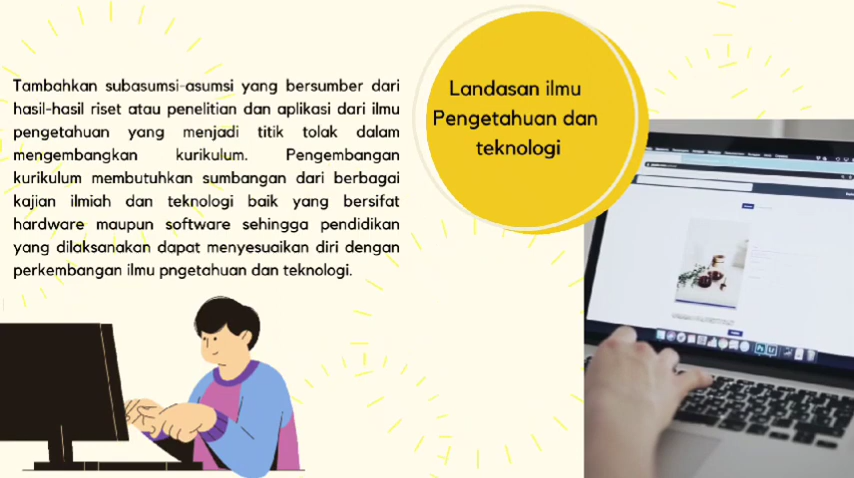 Landasan ilmu
Pengetahuan dan
teknologi
Tambahkan subasumsi-asumsi yang bersumber dari
hasil-hasil riset atau penelitian dan aplikasi dari ilmu
pengetahuan yang menjadi titik tolak dalam
mengembangkan kurikulum. Pengembangan
kurikulum membutuhkan sumbangan dari berbagai
kajian ilmiah dan teknologi baik yang bersifat
hardware maupun software sehingga pendidikan
yang dilaksanakan dapat menyesuaikan diri dengan
perkembangan ilmu pngetahuan dan teknologi.